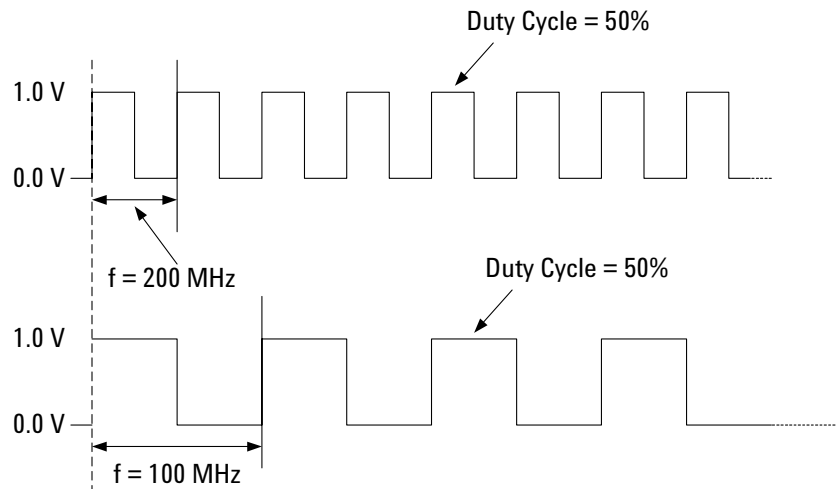 Duty Cycle = 50%
1.0 V
0.0 V
f = 200 MHz
Duty Cycle = 50%
1.0 V
0.0 V
f = 100 MHz